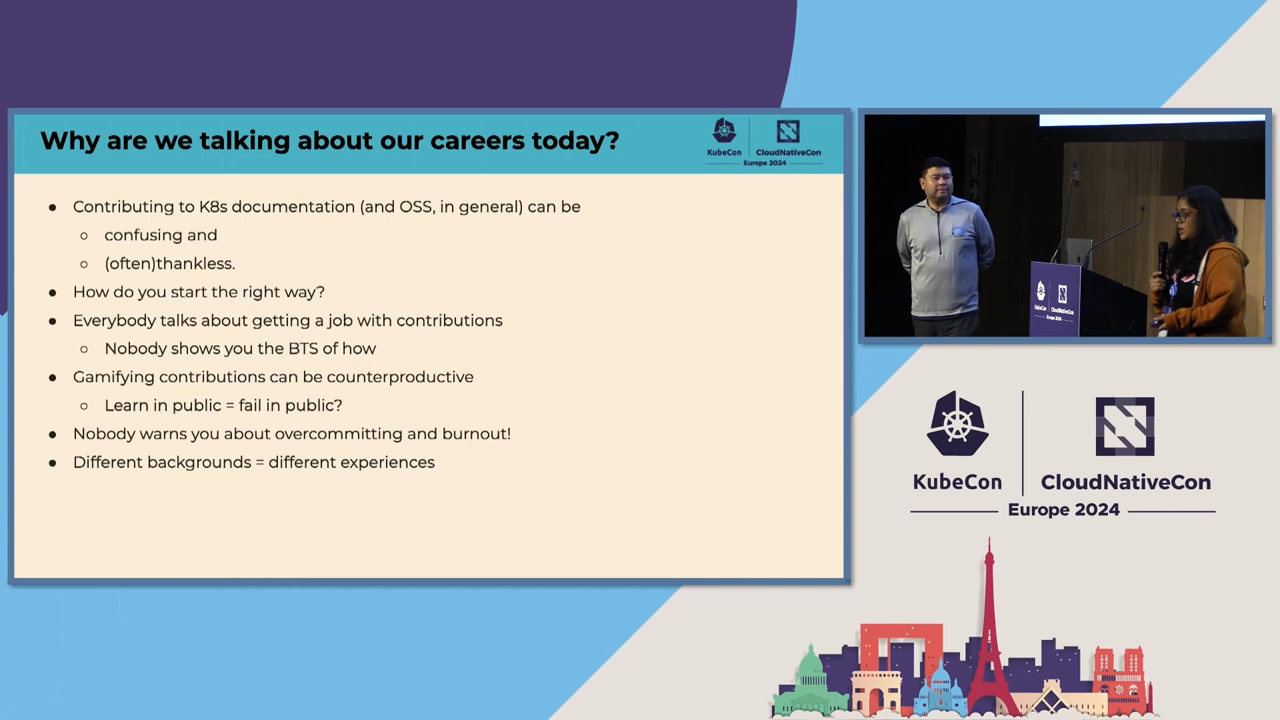 Why are we talking about our careers today?
KubeCon
CloudNativeCon
Europe 2024
● Contributing to K8s documentation (and OSS, in general) can be
○ confusing and
○ (often)thankless.
● How do you start the right way?
● Everybody talks about getting a job with contributions
○ Nobody shows you the BTS of how
● Gamifying contributions can be counterproductive
○ Learn in public = fail in public?
● Nobody warns you about overcommitting and burnout!
● Different backgrounds = different experiences
KubeCon
CloudNativeCon
Europe 2024